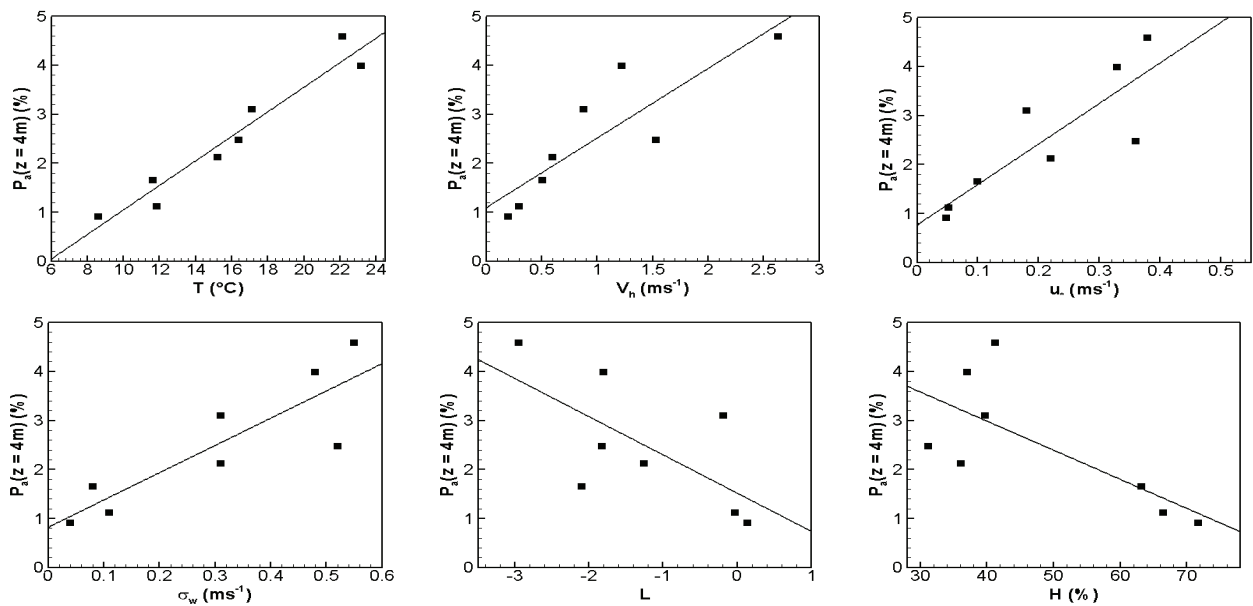 5
4
3
2
1
0
P_a(z = 4m) (%)
6 8 10 12 14 16 18 20 22 24
T (°C)
5
4
3
2
1
0
P_a(z = 4m) (%)
0 0.5 1 1.5 2 2.5 3
V_h (ms⁻¹)
5
4
3
2
1
0
P_a(z = 4m) (%)
0 0.1 0.2 0.3 0.4 0.5
u_* (ms⁻¹)
5
4
3
2
1
0
P_a(z = 4m) (%)
0 0.1 0.2 0.3 0.4 0.5 0.6
σ_w (ms⁻¹)
5
4
3
2
1
0
P_a(z = 4m) (%)
-3 -2 -1 0 1
L
5
4
3
2
1
0
P_a(z = 4m) (%)
30 40 50 60 70
H (%)